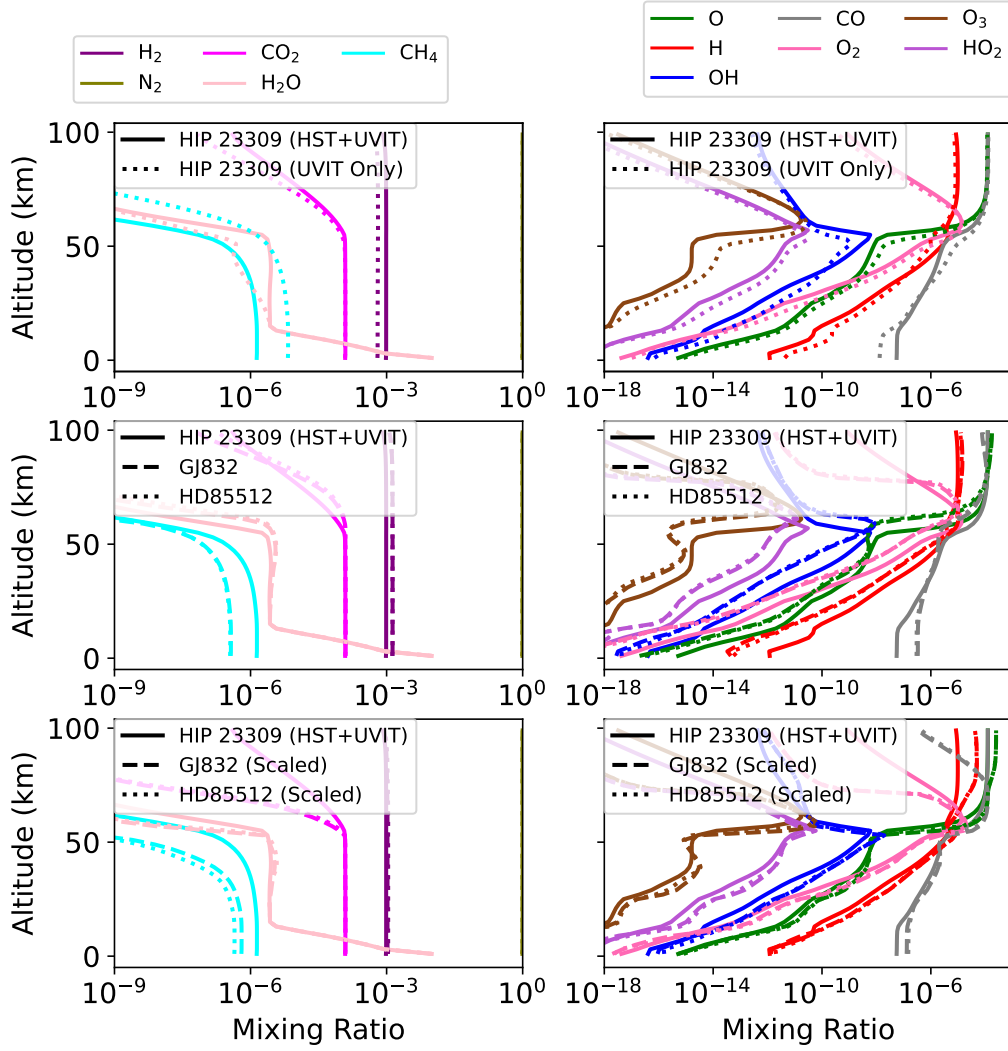 H₂ CO₂ CH₄
N₂ H₂O
O CO O₃
H O₂ HO₂
OH
Altitude (km)
100
50
0
HIP 23309 (HST+UVIT)
HIP 23309 (UVIT Only)
10⁻⁹ 10⁻⁶ 10⁻³ 10⁰
HIP 23309 (HST+UVIT)
HIP 23309 (UVIT Only)
10⁻¹⁸ 10⁻¹⁴ 10⁻¹⁰ 10⁻⁶
Altitude (km)
100
50
0
HIP 23309 (HST+UVIT)
GJ832
HD85512
10⁻⁹ 10⁻⁶ 10⁻³ 10⁰
HIP 23309 (HST+UVIT)
GJ832
HD85512
10⁻¹⁸ 10⁻¹⁴ 10⁻¹⁰ 10⁻⁶
Altitude (km)
100
50
0
HIP 23309 (HST+UVIT)
GJ832 (Scaled)
HD85512 (Scaled)
10⁻⁹ 10⁻⁶ 10⁻³ 10⁰
Mixing Ratio
HIP 23309 (HST+UVIT)
GJ832 (Scaled)
HD85512 (Scaled)
10⁻¹⁸ 10⁻¹⁴ 10⁻¹⁰ 10⁻⁶
Mixing Ratio